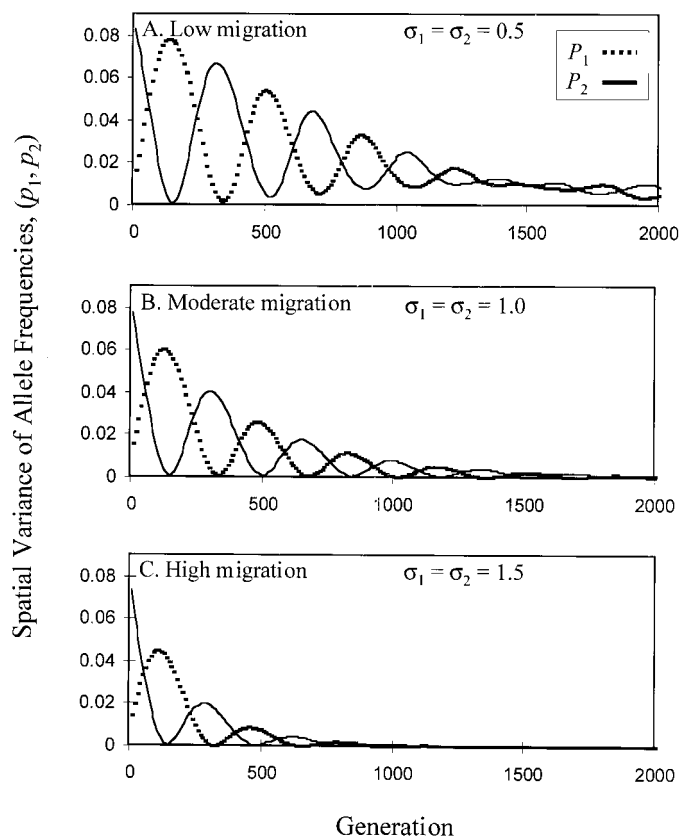 Spatial Variance of Allele Frequencies, (p₁, p₂)
A. Low migration σ₁ = σ₂ = 0.5
P₁
P₂
0.08
0.06
0.04
0.02
0
0 500 1000 1500 2000
B. Moderate migration σ₁ = σ₂ = 1.0
0.08
0.06
0.04
0.02
0
0 500 1000 1500 2000
C. High migration σ₁ = σ₂ = 1.5
0.08
0.06
0.04
0.02
0
0 500 1000 1500 2000
Generation